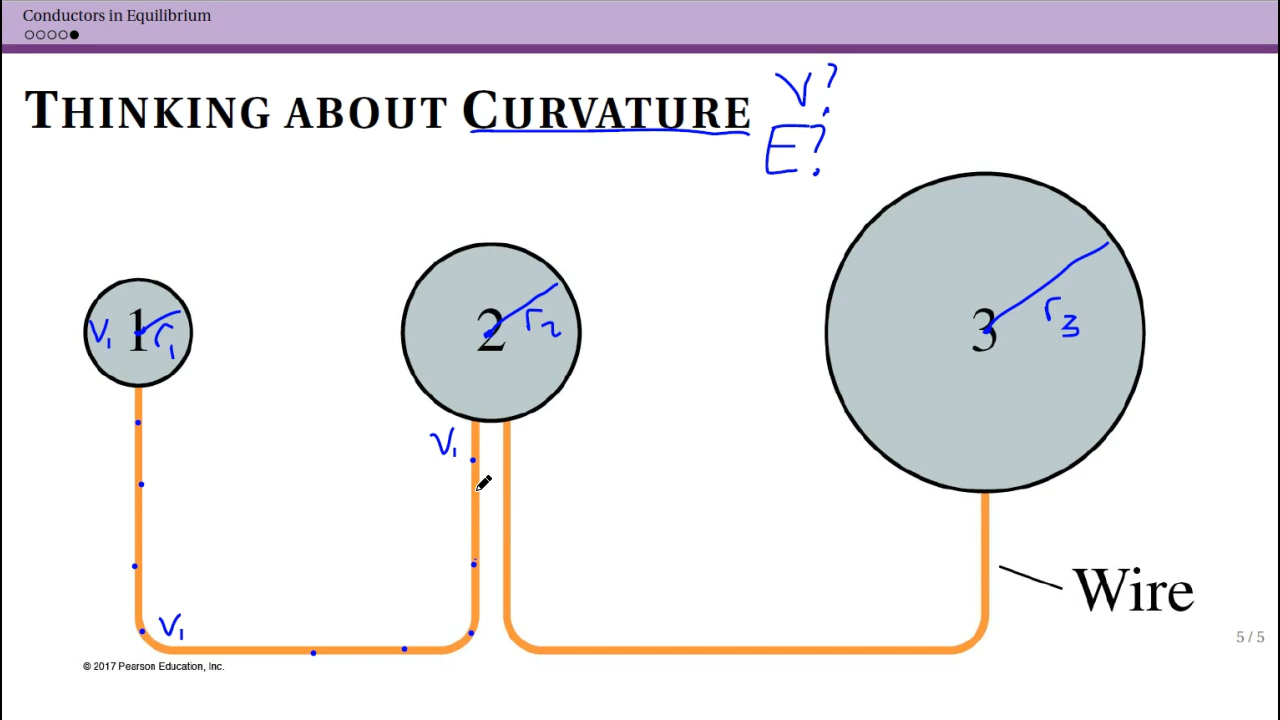 Conductors in Equilibrium
THINKING ABOUT CURVATURE
V?
E?
V₁ 1 r₁
2 r₂
3 r₃
V₁
V₁
Wire
5 / 5
© 2017 Pearson Education, Inc.